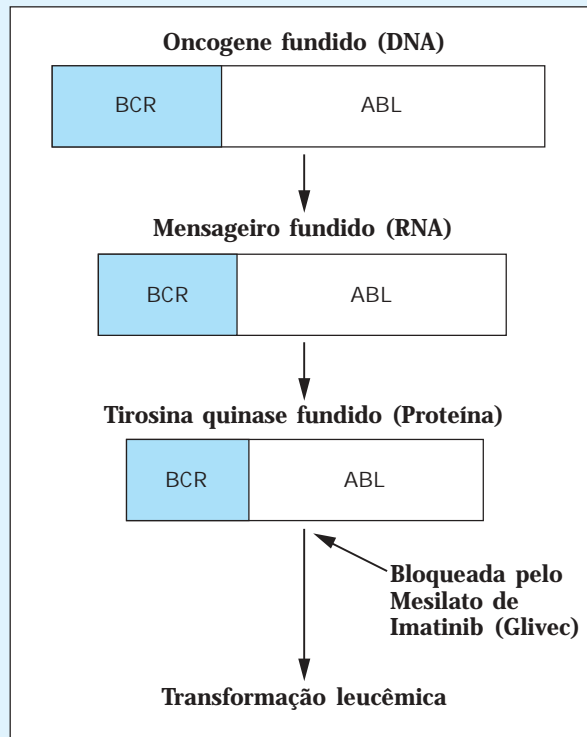 Oncogene fundido (DNA)
BCR ABL
Mensageiro fundido (RNA)
BCR ABL
Tirosina quinase fundido (Proteína)
BCR ABL
Bloqueada pelo
Mesilato de
Imatinib (Glivec)
Transformação leucêmica